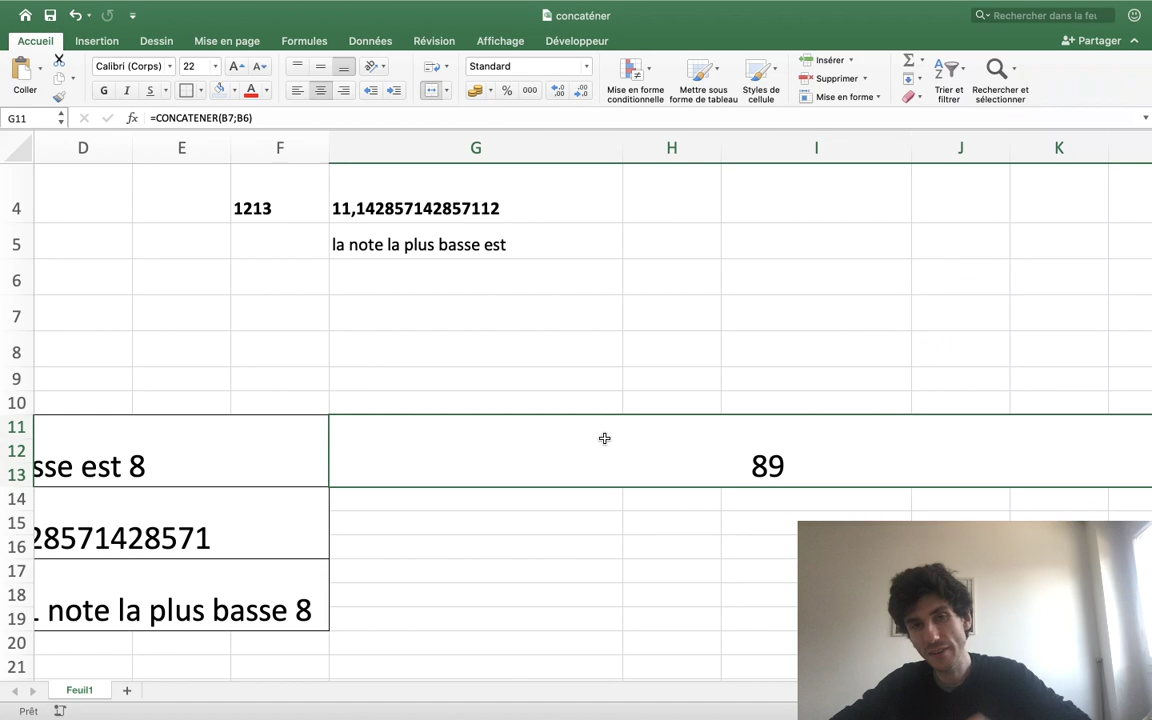 concaténer
Rechercher dans la feu
Accueil
Insertion
Dessin
Mise en page
Formules
Données
Révision
Affichage
Développeur
Partager
Coller
Calibri (Corps)
22
A
A
G
I
S
A
Standard
%
000
Mise en forme
conditionnelle
Mettre sous
forme de tableau
Styles de
cellule
Insérer
Supprimer
Mise en forme
Trier et
filtrer
Rechercher et
sélectionner
G11
fx
=CONCATENER(B7;B6)
D
E
F
G
H
I
J
K
4
1213
11,142857142857112
5
la note la plus basse est
6
7
8
9
10
11
12
13
sse est 8
89
14
15
16
28571428571
17
18
19
note la plus basse 8
20
21
Feuil1
Prêt